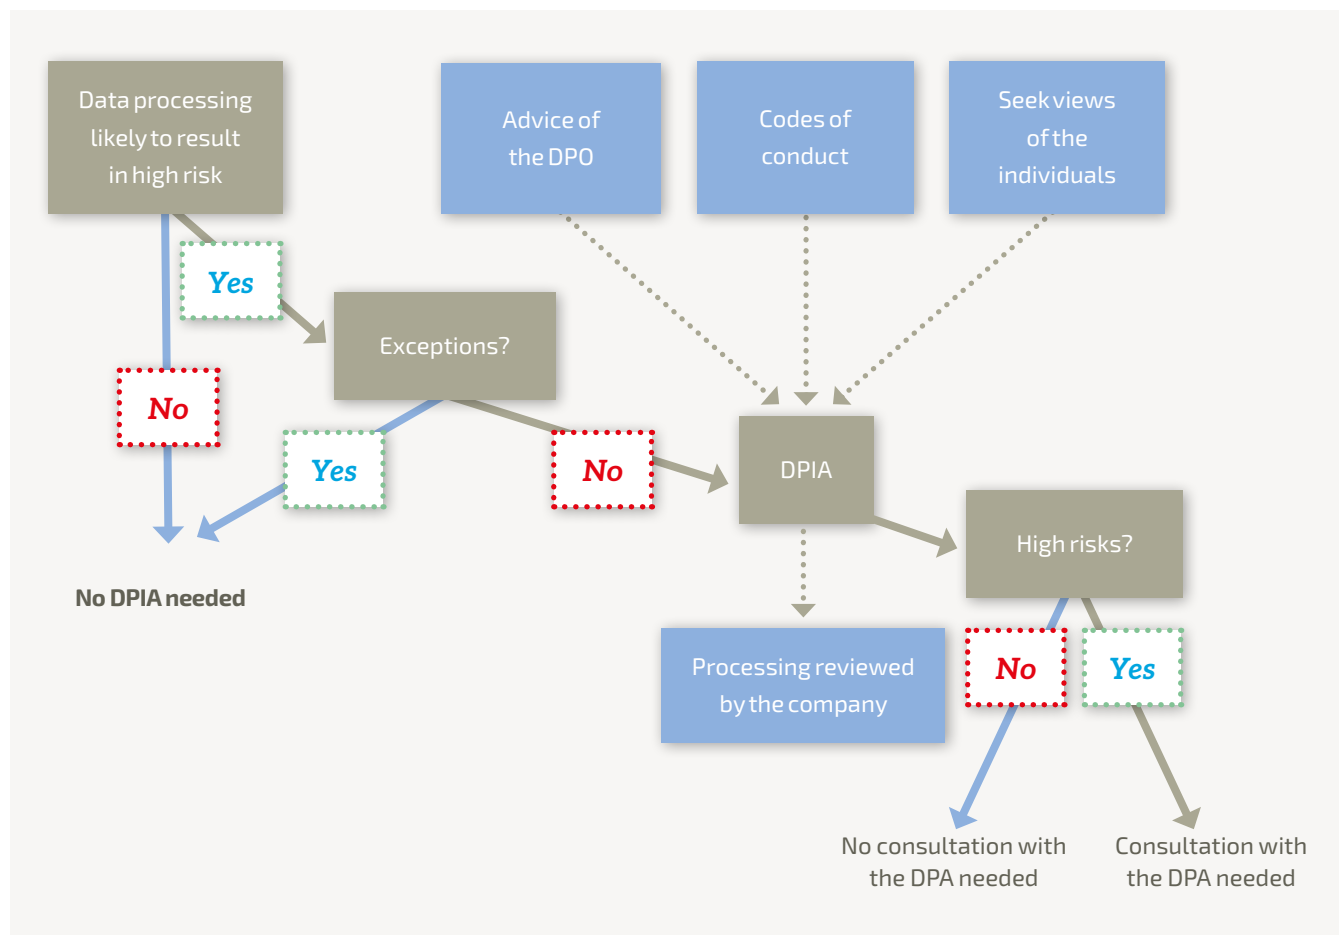 Data processing
likely to result
in high risk
Advice of
the DPO
Codes of
conduct
Seek views
of the
individuals
Yes
Exceptions?
No
Yes
No
DPIA
High risks?
No DPIA needed
Processing reviewed
by the company
No
Yes
No consultation with
the DPA needed
Consultation with
the DPA needed